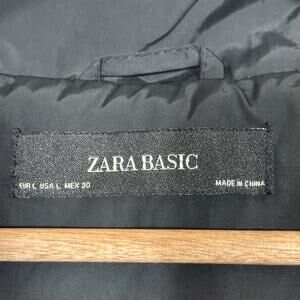 ZARA BASIC
EUR L USA L MEX 30 MADE IN CHINA